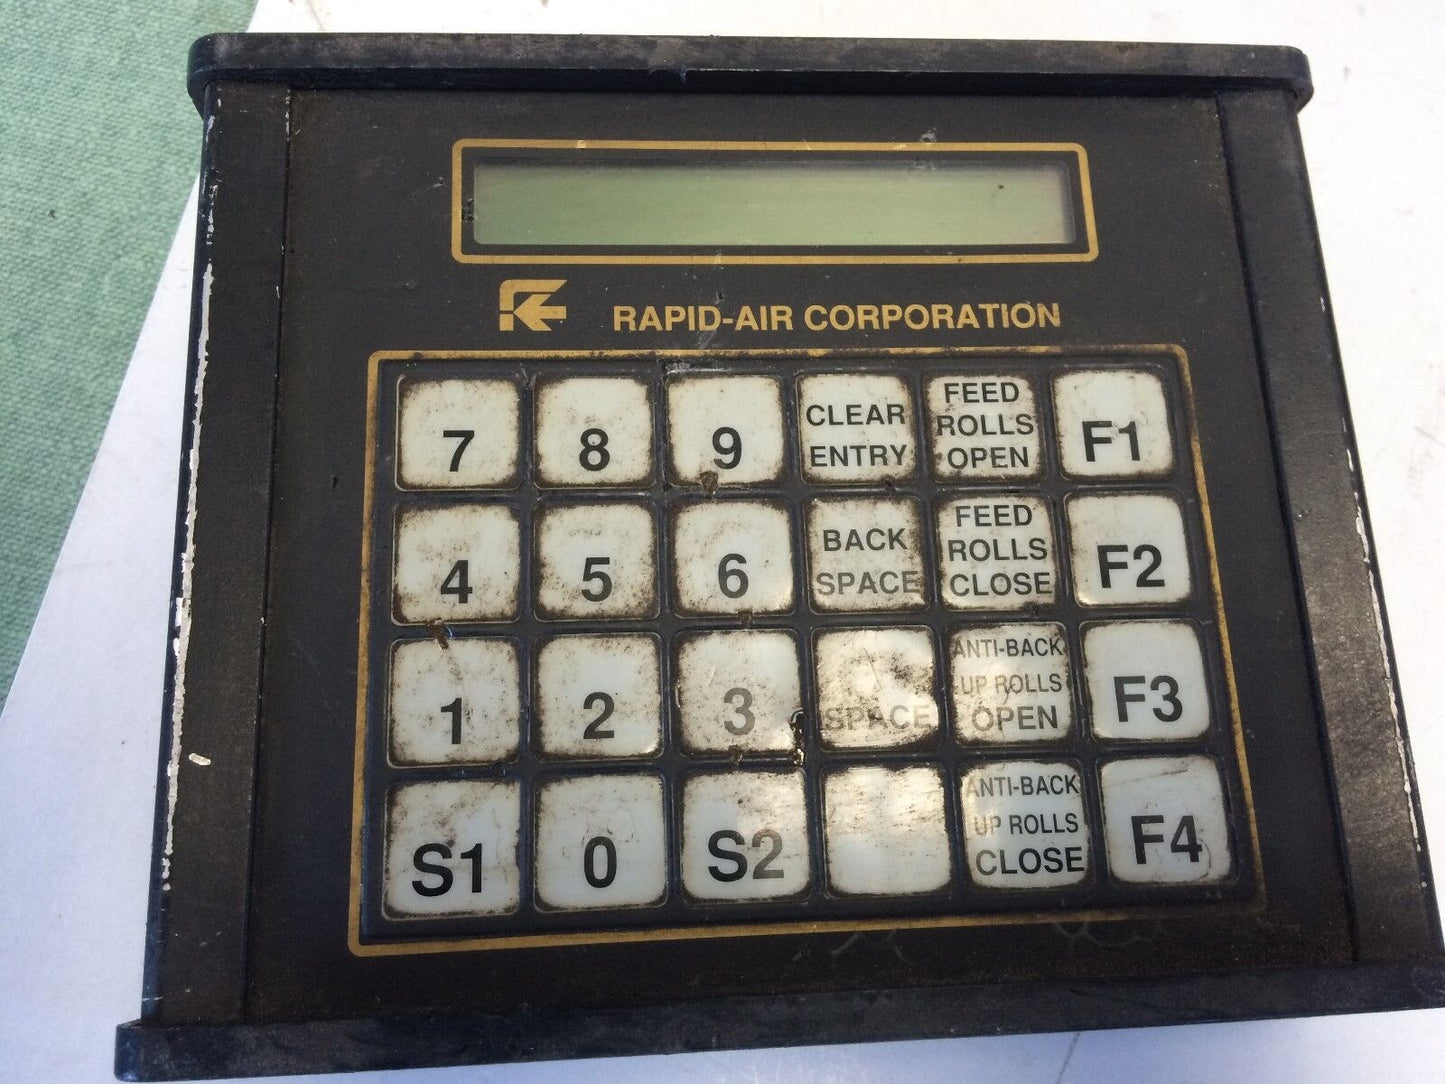 RAPID-AIR CORPORATION
7
8
9
CLEAR
ENTRY
FEED
ROLLS
OPEN
F1
4
5
6
BACK
SPACE
FEED
ROLLS
CLOSE
F2
1
2
3
SPACE
ANTI-BACK
UP ROLLS
OPEN
F3
S1
0
S2
ANTI-BACK
UP ROLLS
CLOSE
F4